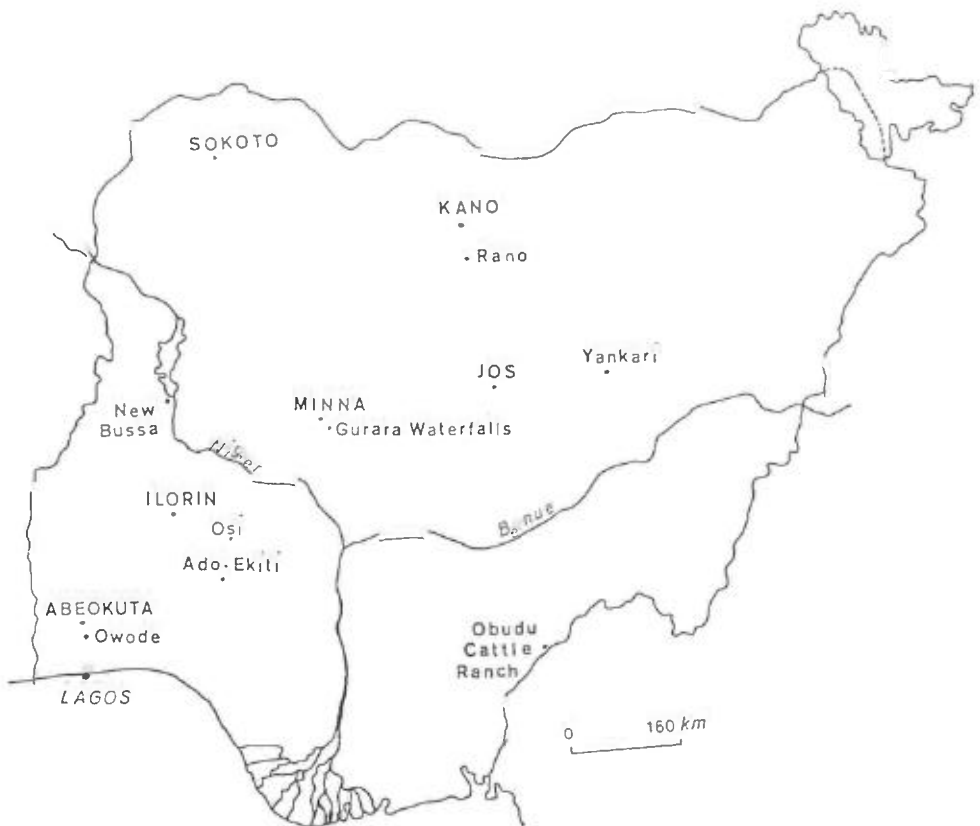 SOKOTO
KANO
Rano
Yankari
JOS
New
Bussa
MINNA
Gurara Waterfalls
Niger
ILORIN
Osi
Benue
Ado-Ekiti
ABEOKUTA
Owode
Obudu
Cattle
Ranch
LAGOS
0 160 km